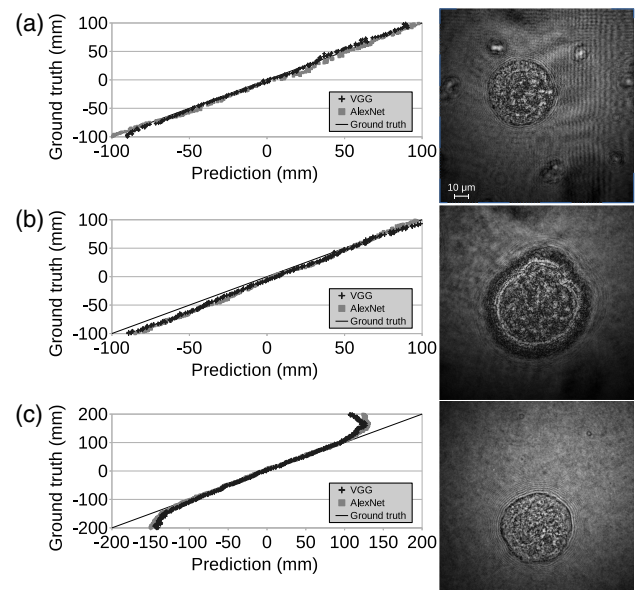 (a)
Ground truth (mm)
100
50
0
-50
-100
VGG
AlexNet
Ground truth
-100 -50 0 50 100
Prediction (mm)
10 μm
(b)
Ground truth (mm)
100
50
0
-50
-100
VGG
AlexNet
Ground truth
-100 -50 0 50 100
Prediction (mm)
(c)
Ground truth (mm)
200
100
0
-100
-200
VGG
AlexNet
Ground truth
-200 -150 -100 -50 0 50 100 150 200
Prediction (mm)